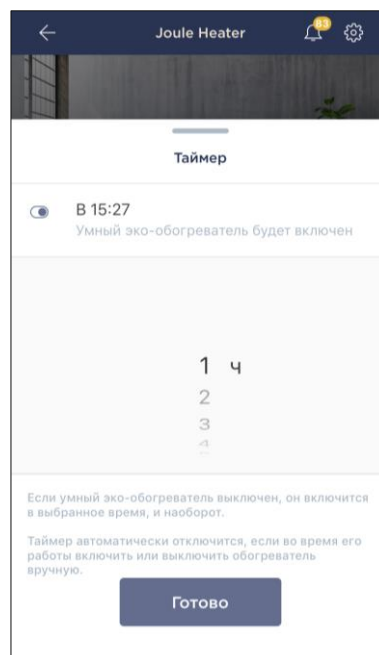 Joule Heater
83
Таймер
В 15:27
Умный эко-обогреватель будет включен
1 ч
2
3
4
Если умный эко-обогреватель выключен, он включится
в выбранное время, и наоборот.
Таймер автоматически отключится, если во время его
работы включить или выключить обогреватель
вручную.
Готово